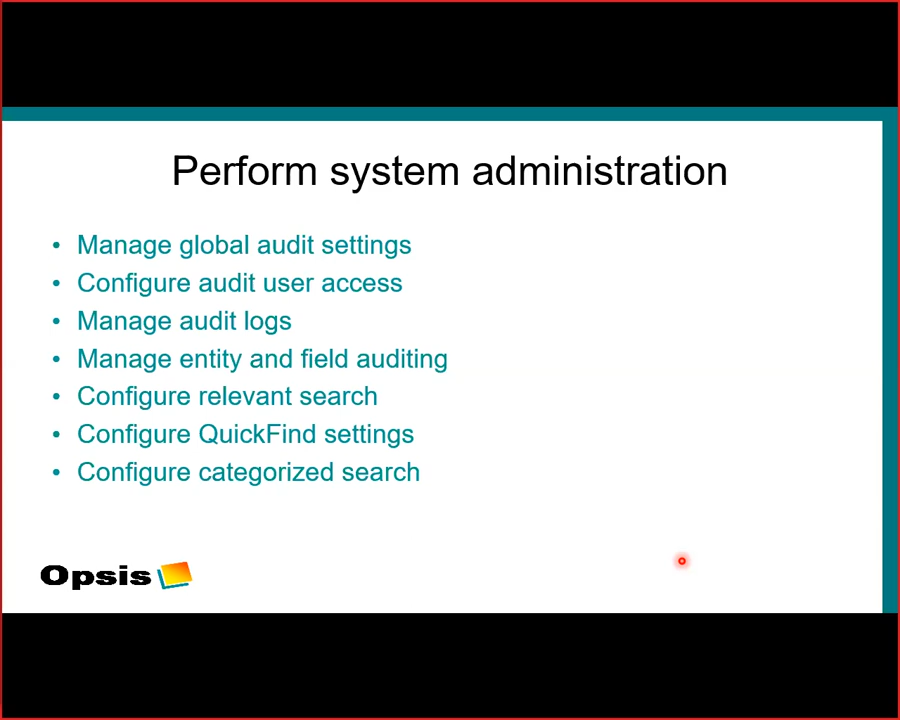 Perform system administration
• Manage global audit settings
• Configure audit user access
• Manage audit logs
• Manage entity and field auditing
• Configure relevant search
• Configure QuickFind settings
• Configure categorized search
Opsis